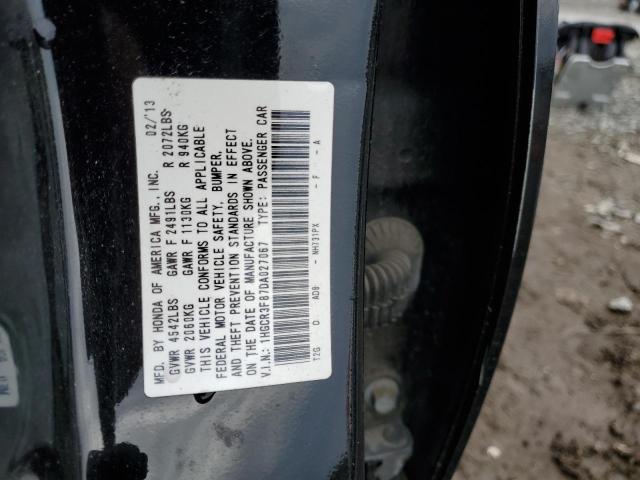 MFD. BY HONDA OF AMERICA MFG., INC. 02/'13
GVWR 4542LBS GAWR F 2491LBS R 2072LBS
GVWR 2060KG GAWR F 1130KG R 940KG
THIS VEHICLE CONFORMS TO ALL APPLICABLE
FEDERAL MOTOR VEHICLE SAFETY, BUMPER,
AND THEFT PREVENTION STANDARDS IN EFFECT
ON THE DATE OF MANUFACTURE SHOWN ABOVE.
V.I.N.: 1HGCR3F87DA027067 TYPE: PASSENGER CAR
T2G D AD9 - NH731PX - F - A